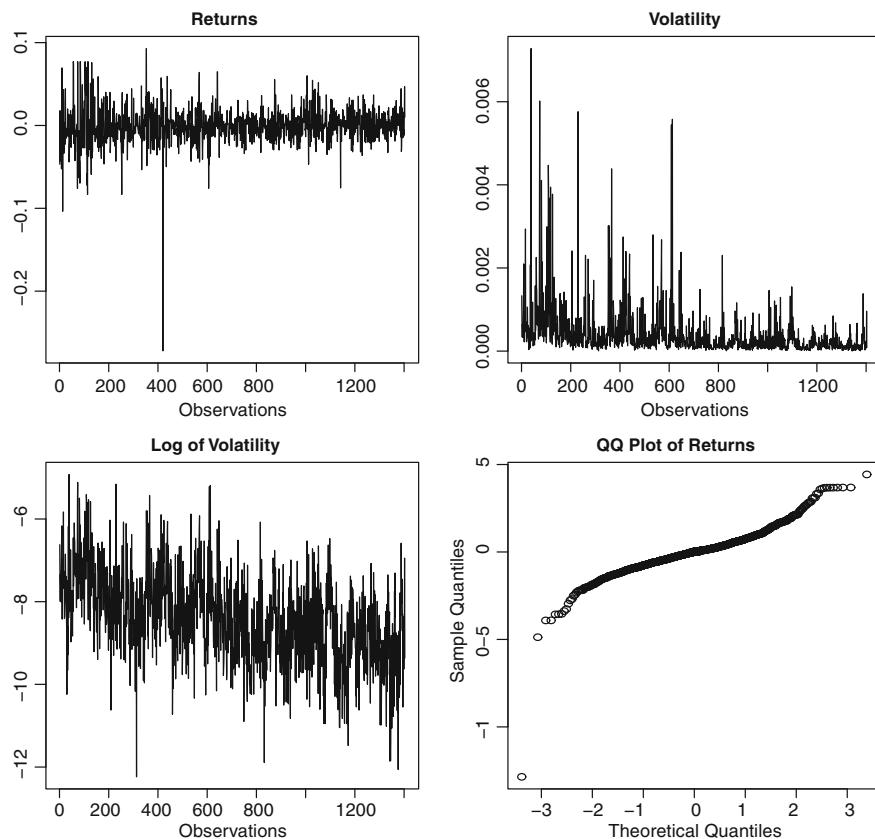 Returns
0.1
0.0
−0.1
−0.2
0 200 400 600 800 1200
Observations
Volatility
0.006
0.004
0.002
0.000
0 200 400 600 800 1200
Observations
Log of Volatility
−6
−8
−10
−12
0 200 400 600 800 1200
Observations
QQ Plot of Returns
Sample Quantiles
5
0
0−5
−1
−3 −2 −1 0 1 2 3
Theoretical Quantiles